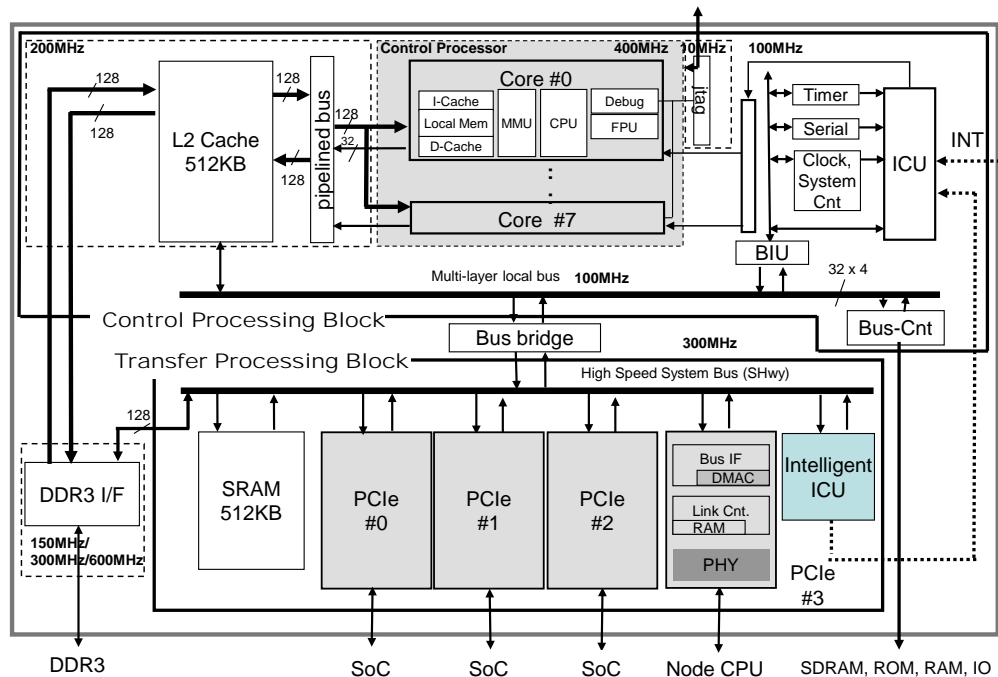 200MHz
Control Processor
400MHz
10MHz
100MHz
128
128
128
128
128
32
L2 Cache
512KB
pipelined bus
Core #0
I-Cache
Local Mem
D-Cache
MMU
CPU
Debug
FPU
jtag
Timer
Serial
Clock,
System
Cnt
ICU
INT
Core #7
BIU
Multi-layer local bus 100MHz
32 x 4
Control Processing Block
Bus bridge
Bus-Cnt
Transfer Processing Block
300MHz
High Speed System Bus (SHwy)
128
DDR3 I/F
150MHz/
300MHz/600MHz
SRAM
512KB
PCIe
#0
PCIe
#1
PCIe
#2
Bus IF
DMAC
Link Cnt.
RAM
PHY
Intelligent
ICU
PCIe
#3
DDR3
SoC
SoC
SoC
Node CPU
SDRAM, ROM, RAM, IO